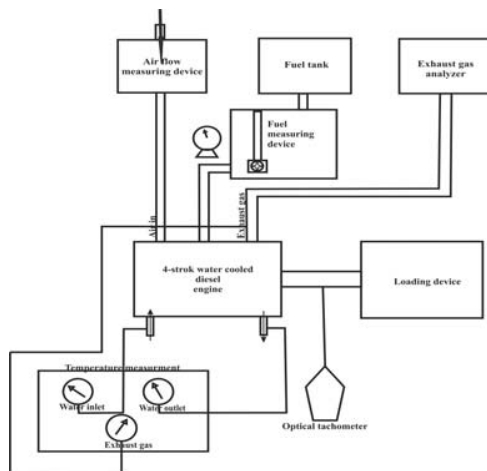 Air flow
measuring device
Fuel tank
Exhaust gas
analyzer
Fuel
measuring
device
Air in
Exhaust gas
4-strok water cooled
diesel
engine
Loading device
Temperature measurment
Water inlet
Water outlet
Exhaust gas
Optical tachometer